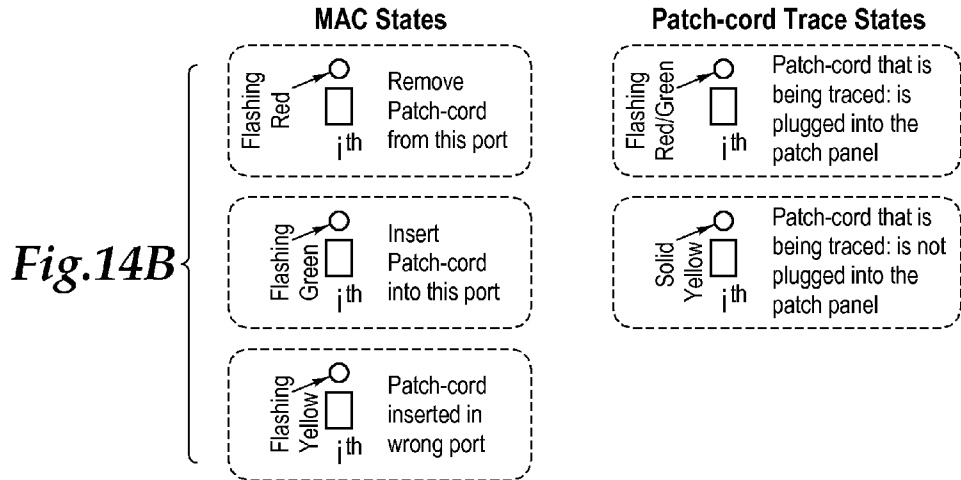 MAC States
Patch-cord Trace States
Fig.14B
Flashing
Red
i th
Remove
Patch-cord
from this port
Flashing
Green
i th
Insert
Patch-cord
into this port
Flashing
Yellow
i th
Patch-cord
inserted in
wrong port
Flashing
Red/Green
i th
Patch-cord that is
being traced: is
plugged into the
patch panel
Solid
Yellow
i th
Patch-cord that is
being traced: is not
plugged into the
patch panel